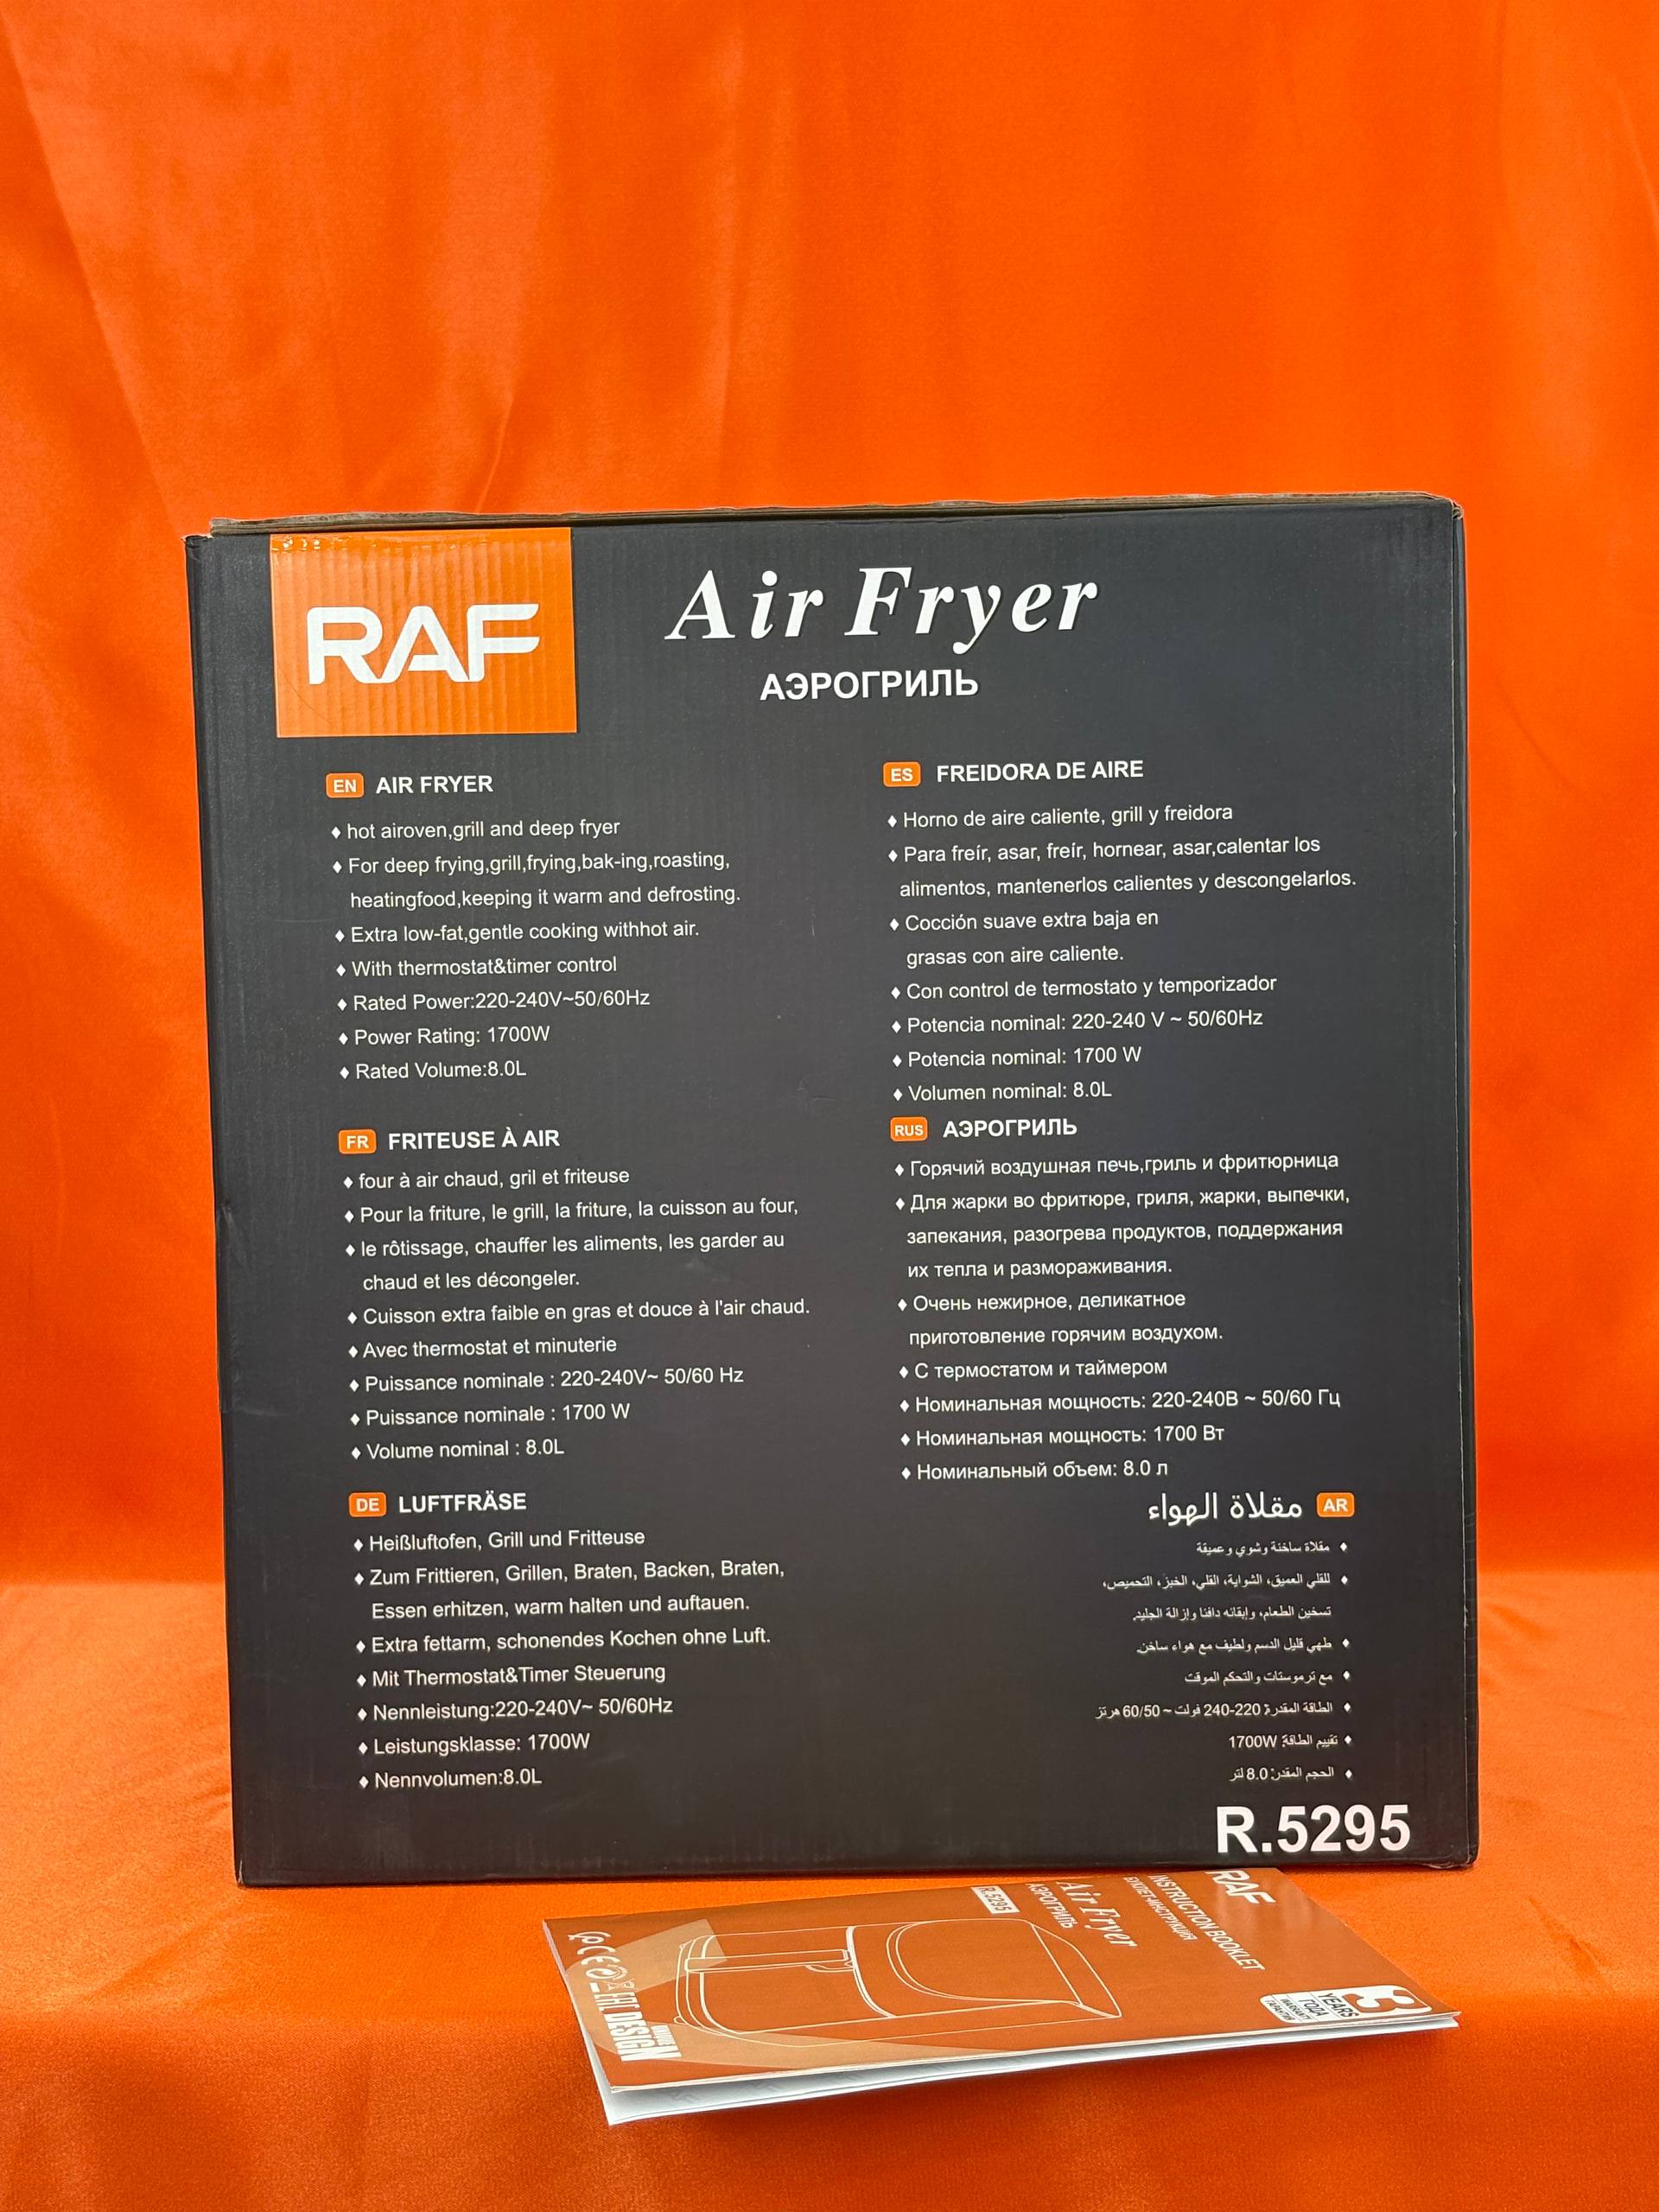 RAF
Air Fryer
АЭРОГРИЛЬ
EN AIR FRYER
♦ hot airoven,grill and deep fryer
♦ For deep frying,grill,frying,bak-ing,roasting,
heatingfood,keeping it warm and defrosting.
♦ Extra low-fat,gentle cooking withhot air.
♦ With thermostat&timer control
♦ Rated Power:220-240V~50/60Hz
♦ Power Rating: 1700W
♦ Rated Volume:8.0L
FR FRITEUSE À AIR
♦ four à air chaud, gril et friteuse
♦ Pour la friture, le grill, la friture, la cuisson au four,
♦ le rôtissage, chauffer les aliments, les garder au
chaud et les décongeler.
♦ Cuisson extra faible en gras et douce à l'air chaud.
♦ Avec thermostat et minuterie
♦ Puissance nominale : 220-240V~ 50/60 Hz
♦ Puissance nominale : 1700 W
♦ Volume nominal : 8.0L
DE LUFTFRÄSE
♦ Heißluftofen, Grill und Fritteuse
♦ Zum Frittieren, Grillen, Braten, Backen, Braten,
Essen erhitzen, warm halten und auftauen.
♦ Extra fettarm, schonendes Kochen ohne Luft.
♦ Mit Thermostat&Timer Steuerung
♦ Nennleistung:220-240V~ 50/60Hz
♦ Leistungsklasse: 1700W
♦ Nennvolumen:8.0L
ES FREIDORA DE AIRE
♦ Horno de aire caliente, grill y freidora
♦ Para freír, asar, freír, hornear, asar,calentar los
alimentos, mantenerlos calientes y descongelarlos.
♦ Cocción suave extra baja en
grasas con aire caliente.
♦ Con control de termostato y temporizador
♦ Potencia nominal: 220-240 V ~ 50/60Hz
♦ Potencia nominal: 1700 W
♦ Volumen nominal: 8.0L
RUS АЭРОГРИЛЬ
♦ Горячий воздушная печь,гриль и фритюрница
♦ Для жарки во фритюре, гриля, жарки, выпечки,
запекания, разогрева продуктов, поддержания
их тепла и размораживания.
♦ Очень нежирное, деликатное
приготовление горячим воздухом.
♦ С термостатом и таймером
♦ Номинальная мощность: 220-240В ~ 50/60 Гц
♦ Номинальная мощность: 1700 Вт
♦ Номинальный объем: 8.0 л
AR مقلاة الهواء
♦ مقلاة ساخنة وشوي وعميقة
♦ للقلي العميق، الشواية، القلي، الخبز، التحميص،
تسخين الطعام، وإبقائه دافئا وإزالة الجليد.
♦ طهي قليل الدسم ولطيف مع هواء ساخن.
♦ مع ترموستات والتحكم الموقت
♦ الطاقة المقدرة: 220-240 فولت ~ 60/50 هرتز
♦ تقييم الطاقة: 1700W
♦ الحجم المقدر: 8.0 لتر
R.5295
RAF
INSTRUCTION BOOKLET
БУКЛЕТ-ИНСТРУКЦИЯ
Air Fryer
АЭРОГРИЛЬ
R.5295
3 YEARS
ГОДА
WARRANTY
ГАРАНТИЯ
CE
EAC DESIGN